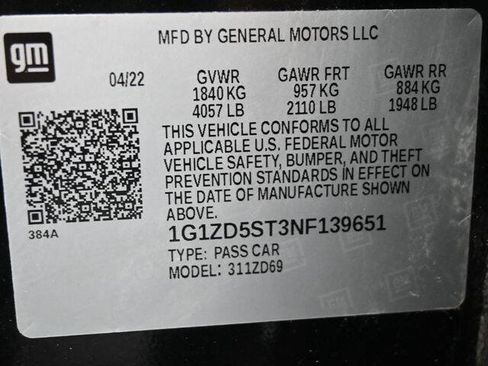 gm
MFD BY GENERAL MOTORS LLC
04/22 GVWR GAWR FRT GAWR RR
1840 KG 957 KG 884 KG
4057 LB 2110 LB 1948 LB
THIS VEHICLE CONFORMS TO ALL
APPLICABLE U.S. FEDERAL MOTOR
VEHICLE SAFETY, BUMPER, AND THEFT
PREVENTION STANDARDS IN EFFECT ON
THE DATE OF MANUFACTURE SHOWN
ABOVE.
384A
1G1ZD5ST3NF139651
TYPE: PASS CAR
MODEL: 311ZD69